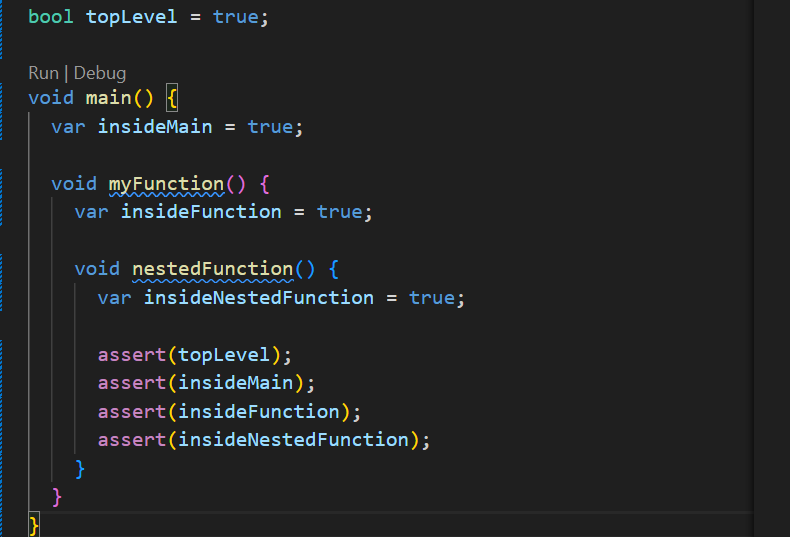 bool topLevel = true;
Run | Debug
void main() {
  var insideMain = true;
  void myFunction() {
    var insideFunction = true;
    void nestedFunction() {
      var insideNestedFunction = true;
      assert(topLevel);
      assert(insideMain);
      assert(insideFunction);
      assert(insideNestedFunction);
    }
  }
}